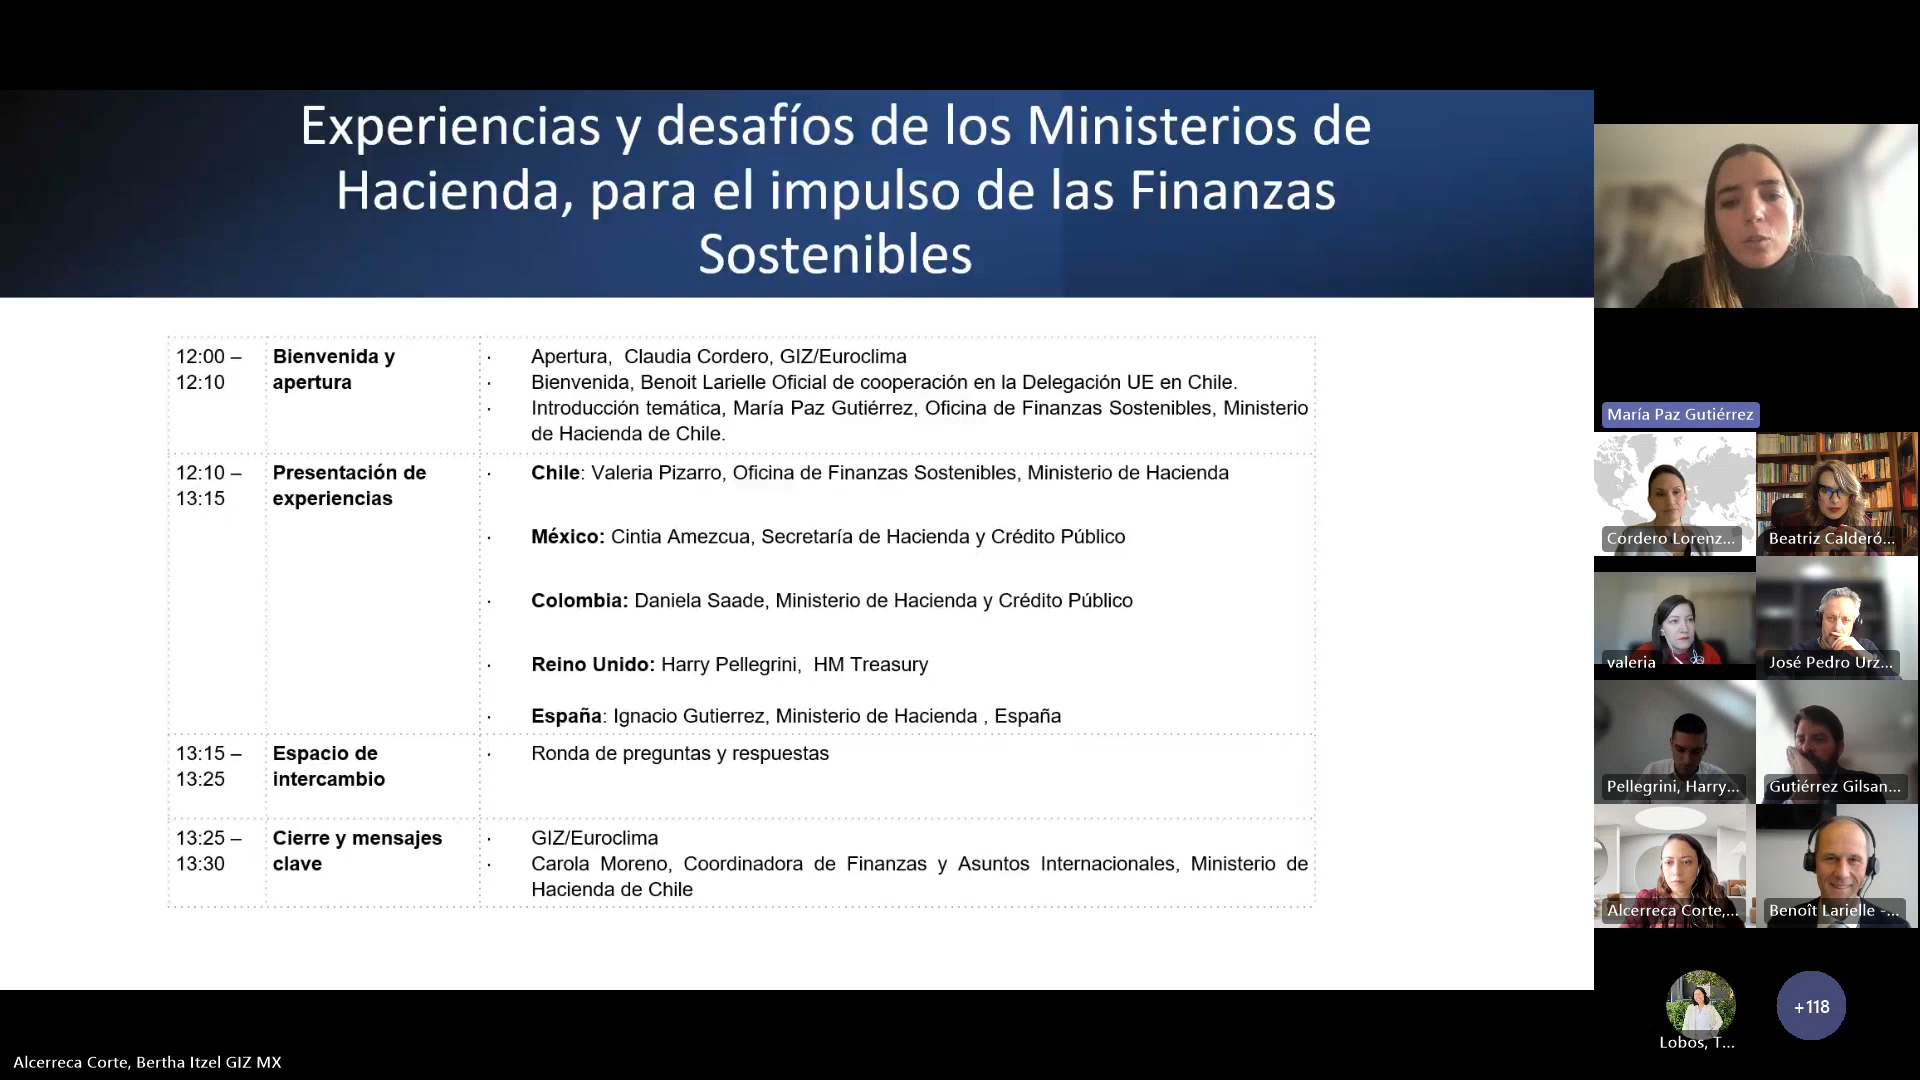 Experiencias y desafíos de los Ministerios de
Hacienda, para el impulso de las Finanzas
Sostenibles
12:00 –
12:10
Bienvenida y
apertura
· Apertura, Claudia Cordero, GIZ/Euroclima
· Bienvenida, Benoit Larielle Oficial de cooperación en la Delegación UE en Chile.
· Introducción temática, María Paz Gutiérrez, Oficina de Finanzas Sostenibles, Ministerio
de Hacienda de Chile.
12:10 –
13:15
Presentación de
experiencias
· Chile: Valeria Pizarro, Oficina de Finanzas Sostenibles, Ministerio de Hacienda
· México: Cintia Amezcua, Secretaría de Hacienda y Crédito Público
· Colombia: Daniela Saade, Ministerio de Hacienda y Crédito Público
· Reino Unido: Harry Pellegrini, HM Treasury
· España: Ignacio Gutierrez, Ministerio de Hacienda , España
13:15 –
13:25
Espacio de
intercambio
· Ronda de preguntas y respuestas
13:25 –
13:30
Cierre y mensajes
clave
· GIZ/Euroclima
· Carola Moreno, Coordinadora de Finanzas y Asuntos Internacionales, Ministerio de
Hacienda de Chile
María Paz Gutiérrez
Cordero Lorenz...
Beatriz Calderó...
valeria
José Pedro Urz...
Pellegrini, Harry...
Gutiérrez Gilsan...
Alcerreca Corte,...
Benoît Larielle -...
Lobos, T...
+118
Alcerreca Corte, Bertha Itzel GIZ MX